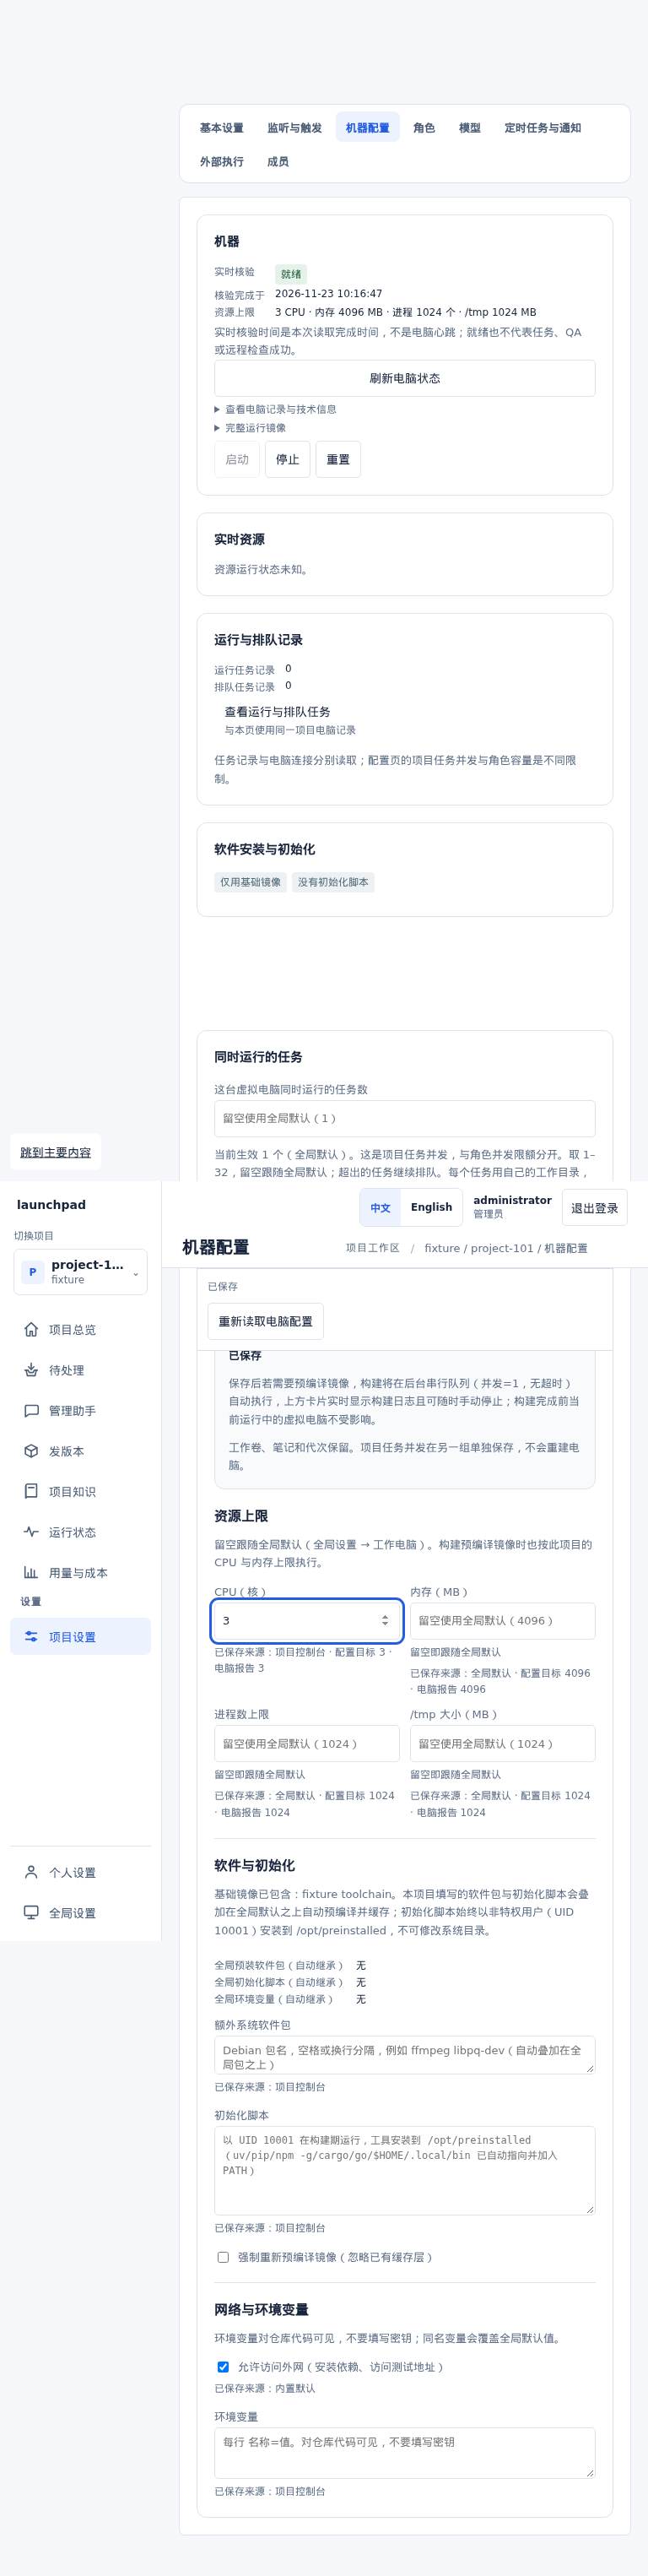 基本设置 监听与触发 机器配置 角色 模型 定时任务与通知
外部执行 成员
机器
实时核验 就绪
核验完成于 2026-11-23 10:16:47
资源上限 3 CPU · 内存 4096 MB · 进程 1024 个 · /tmp 1024 MB
实时核验时间是本次读取完成时间，不是电脑心跳；就绪也不代表任务、QA
或远程检查成功。
刷新电脑状态
查看电脑记录与技术信息
完整运行镜像
启动 停止 重置
实时资源
资源运行状态未知。
运行与排队记录
运行任务记录 0
排队任务记录 0
查看运行与排队任务
与本页使用同一项目电脑记录
任务记录与电脑连接分别读取；配置页的项目任务并发与角色容量是不同限
制。
软件安装与初始化
仅用基础镜像 没有初始化脚本
同时运行的任务
这台虚拟电脑同时运行的任务数
留空使用全局默认（1）
当前生效 1 个（全局默认）。这是项目任务并发，与角色并发限额分开。取 1–
32，留空跟随全局默认；超出的任务继续排队。每个任务用自己的工作目录，
跳到主要内容
launchpad
切换项目
P project-1… fixture
项目总览
待处理
管理助手
发版本
项目知识
运行状态
用量与成本
设置
项目设置
个人设置
全局设置
中文 English administrator 管理员 退出登录
机器配置 项目工作区 / fixture / project-101 / 机器配置
已保存
重新读取电脑配置
已保存
保存后若需要预编译镜像，构建将在后台串行队列（并发=1，无超时）
自动执行，上方卡片实时显示构建日志且可随时手动停止；构建完成前当
前运行中的虚拟电脑不受影响。
工作卷、笔记和代次保留。项目任务并发在另一组单独保存，不会重建电
脑。
资源上限
留空跟随全局默认（全局设置 → 工作电脑）。构建预编译镜像时也按此项目的
CPU 与内存上限执行。
CPU（核） 内存（MB）
3 留空使用全局默认（4096）
已保存来源：项目控制台 · 配置目标 3 ·
电脑报告 3
留空即跟随全局默认
已保存来源：全局默认 · 配置目标 4096
· 电脑报告 4096
进程数上限 /tmp 大小（MB）
留空使用全局默认（1024） 留空使用全局默认（1024）
留空即跟随全局默认 留空即跟随全局默认
已保存来源：全局默认 · 配置目标 1024 已保存来源：全局默认 · 配置目标 1024
· 电脑报告 1024 · 电脑报告 1024
软件与初始化
基础镜像已包含：fixture toolchain。本项目填写的软件包与初始化脚本会叠
加在全局默认之上自动预编译并缓存；初始化脚本始终以非特权用户（UID
10001）安装到 /opt/preinstalled，不可修改系统目录。
全局预装软件包（自动继承） 无
全局初始化脚本（自动继承） 无
全局环境变量（自动继承） 无
额外系统软件包
Debian 包名，空格或换行分隔，例如 ffmpeg libpq-dev（自动叠加在全
局包之上）
已保存来源：项目控制台
初始化脚本
以 UID 10001 在构建期运行，工具安装到 /opt/preinstalled
（uv/pip/npm -g/cargo/go/$HOME/.local/bin 已自动指向并加入
PATH）
已保存来源：项目控制台
强制重新预编译镜像（忽略已有缓存层）
网络与环境变量
环境变量对仓库代码可见，不要填写密钥；同名变量会覆盖全局默认值。
允许访问外网（安装依赖、访问测试地址）
已保存来源：内置默认
环境变量
每行 名称=值。对仓库代码可见，不要填写密钥
已保存来源：项目控制台